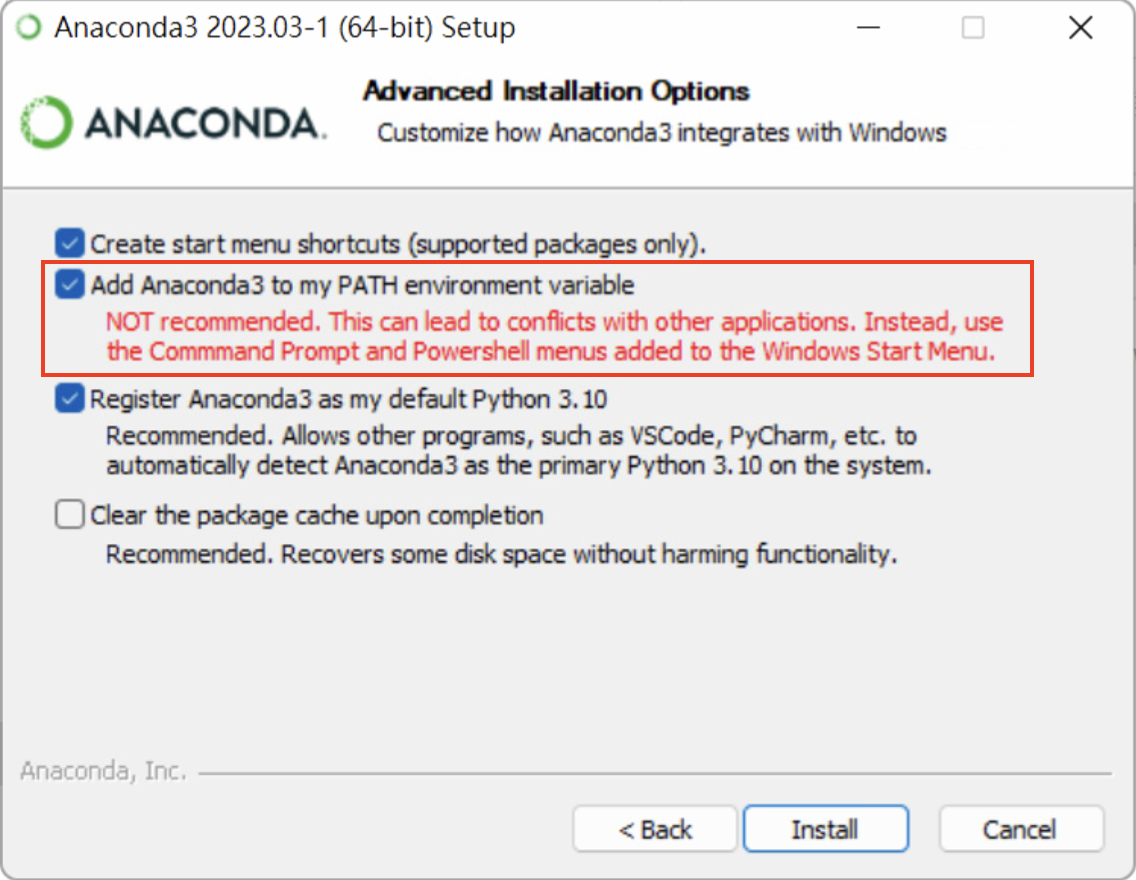 Anaconda3 2023.03-1 (64-bit) Setup
ANACONDA.
Advanced Installation Options
Customize how Anaconda3 integrates with Windows
Create start menu shortcuts (supported packages only).
Add Anaconda3 to my PATH environment variable
NOT recommended. This can lead to conflicts with other applications. Instead, use
the Commmand Prompt and Powershell menus added to the Windows Start Menu.
Register Anaconda3 as my default Python 3.10
Recommended. Allows other programs, such as VSCode, PyCharm, etc. to
automatically detect Anaconda3 as the primary Python 3.10 on the system.
Clear the package cache upon completion
Recommended. Recovers some disk space without harming functionality.
Anaconda, Inc.
< Back
Install
Cancel